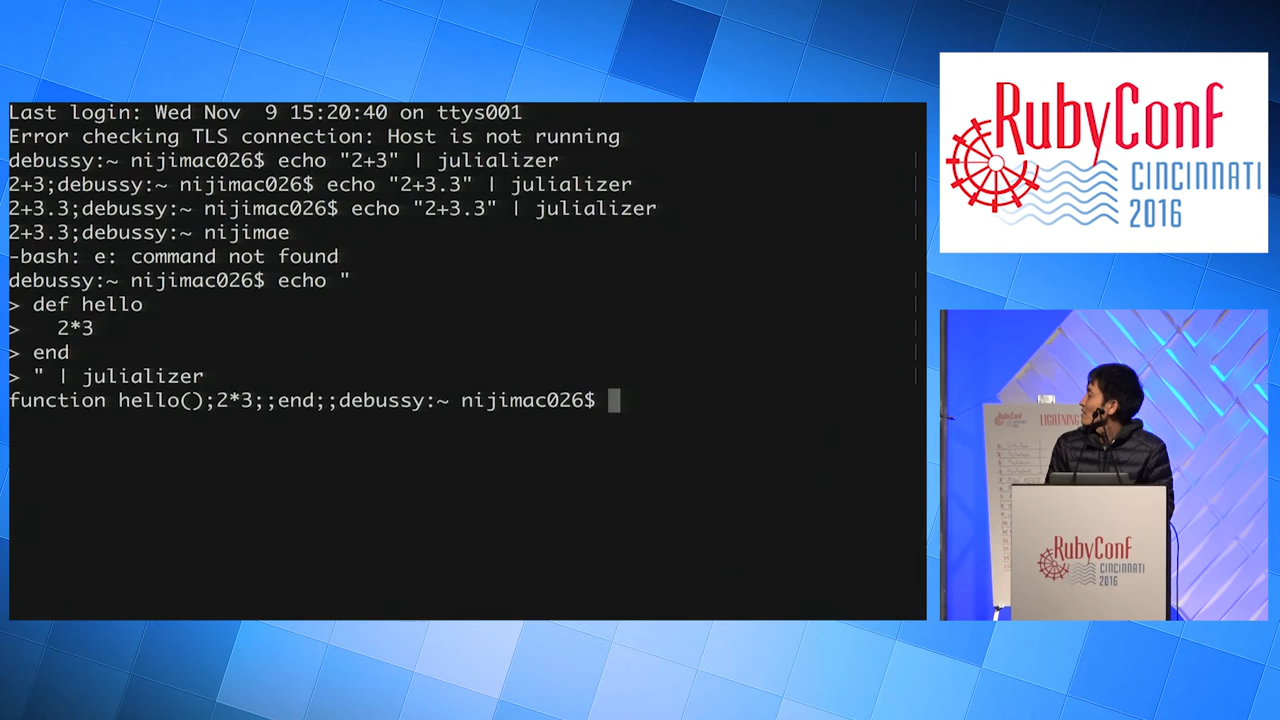 Last login: Wed Nov  9 15:20:40 on ttys001
Error checking TLS connection: Host is not running
debussy:~ nijimac026$ echo "2+3" | julializer
2+3;debussy:~ nijimac026$ echo "2+3.3" | julializer
2+3.3;debussy:~ nijimac026$ echo "2+3.3" | julializer
2+3.3;debussy:~ nijimae
-bash: e: command not found
debussy:~ nijimac026$ echo "
> def hello
>   2*3
> end
> " | julializer
function hello();2*3;;end;;debussy:~ nijimac026$
RubyConf
CINCINNATI
2016
RubyConf
LIGHTNING
RubyConf
CINCINNATI
2016